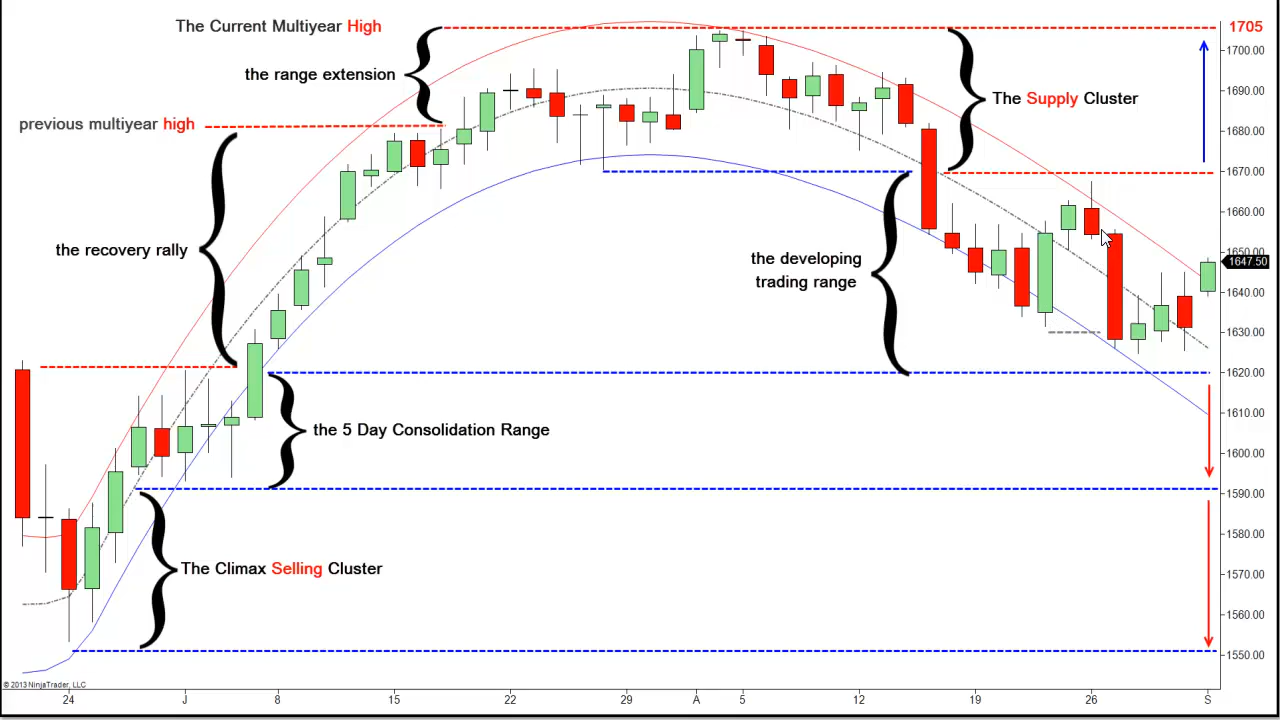 The Current Multiyear High
1705
1700.00
the range extension
1690.00
The Supply Cluster
previous multiyear high
1680.00
1670.00
1660.00
the recovery rally
1650.00
the developing
trading range
1647.50
1640.00
1630.00
1620.00
1610.00
the 5 Day Consolidation Range
1600.00
1590.00
1580.00
The Climax Selling Cluster
1570.00
1560.00
1550.00
© 2013 NinjaTrader, LLC
24 J 8 15 22 29 A 5 12 19 26 S